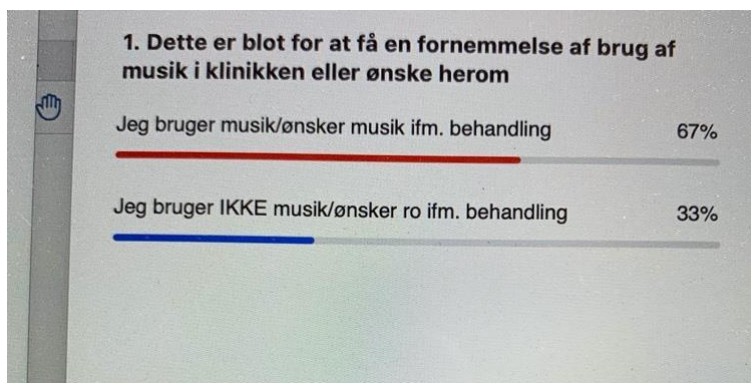 1. Dette er blot for at få en fornemmelse af brug af
musik i klinikken eller ønske herom
Jeg bruger musik/ønsker musik ifm. behandling 67%
Jeg bruger IKKE musik/ønsker ro ifm. behandling 33%